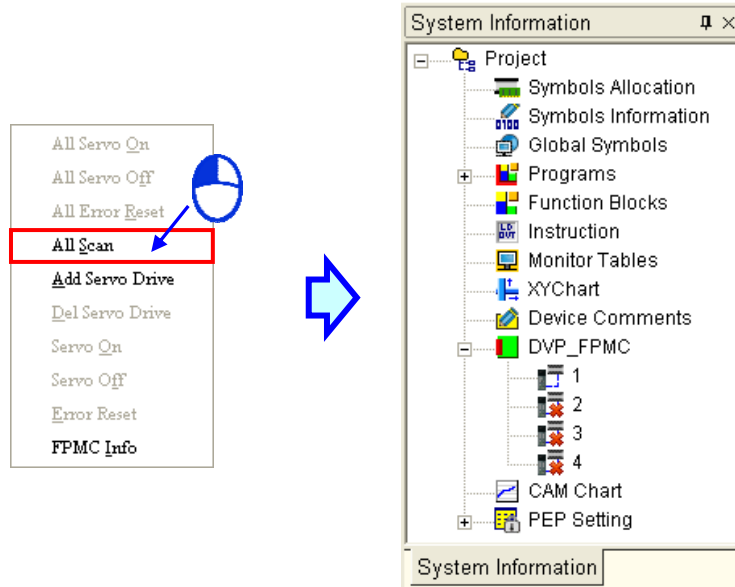 All Servo On
All Servo Off
All Error Reset
All Scan
Add Servo Drive
Del Servo Drive
Servo On
Servo Off
Error Reset
FPMC Info
System Information
Project
Symbols Allocation
Symbols Information
Global Symbols
Programs
Function Blocks
Instruction
Monitor Tables
XYChart
Device Comments
DVP_FPMC
1
2
3
4
CAM Chart
PEP Setting
System Information